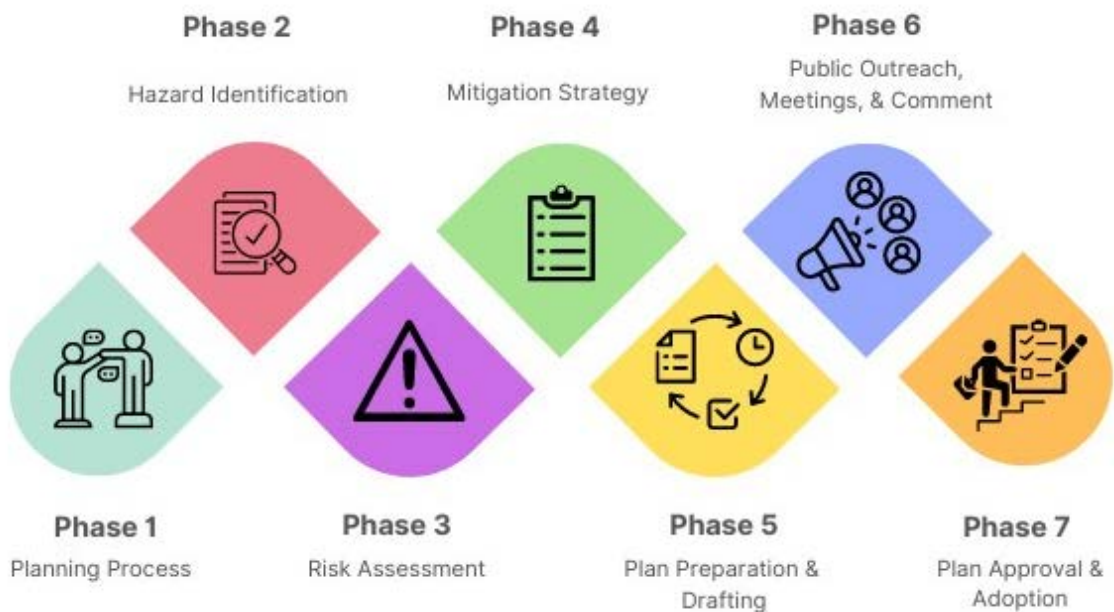 Phase 2
Hazard Identification
Phase 4
Mitigation Strategy
Phase 6
Public Outreach,
Meetings, & Comment
Phase 1
Planning Process
Phase 3
Risk Assessment
Phase 5
Plan Preparation &
Drafting
Phase 7
Plan Approval &
Adoption